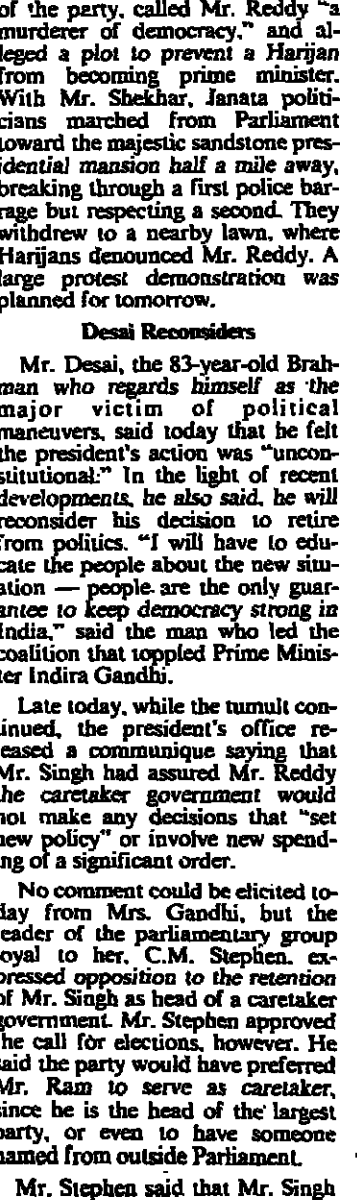 of the party, called Mr. Reddy "a
murderer of democracy," and al-
leged a plot to prevent a Harijan
from becoming prime minister.
With Mr. Shekhar, Janata politi-
cians marched from Parliament
toward the majestic sandstone pres-
idential mansion half a mile away,
breaking through a first police bar-
rage but respecting a second. They
withdrew to a nearby lawn, where
Harijans denounced Mr. Reddy. A
large protest demonstration was
planned for tomorrow.
Desai Reconsiders
Mr. Desai, the 83-year-old Brah-
man who regards himself as the
major victim of political
maneuvers, said today that he felt
the president's action was "uncon-
stitutional." In the light of recent
developments, he also said, he will
reconsider his decision to retire
from politics. "I will have to edu-
cate the people about the new situ-
ation — people are the only guar-
antee to keep democracy strong in
India," said the man who led the
coalition that toppled Prime Minis-
ter Indira Gandhi.
Late today, while the tumult con-
tinued, the president's office re-
leased a communique saying that
Mr. Singh had assured Mr. Reddy
the caretaker government would
not make any decisions that "set
new policy" or involve new spend-
ing of a significant order.
No comment could be elicited to-
day from Mrs. Gandhi, but the
leader of the parliamentary group
loyal to her, C.M. Stephen, ex-
pressed opposition to the retention
of Mr. Singh as head of a caretaker
government. Mr. Stephen approved
the call for elections, however. He
said the party would have preferred
Mr. Ram to serve as caretaker,
since he is the head of the largest
party, or even to have someone
named from outside Parliament.
Mr. Stephen said that Mr. Singh